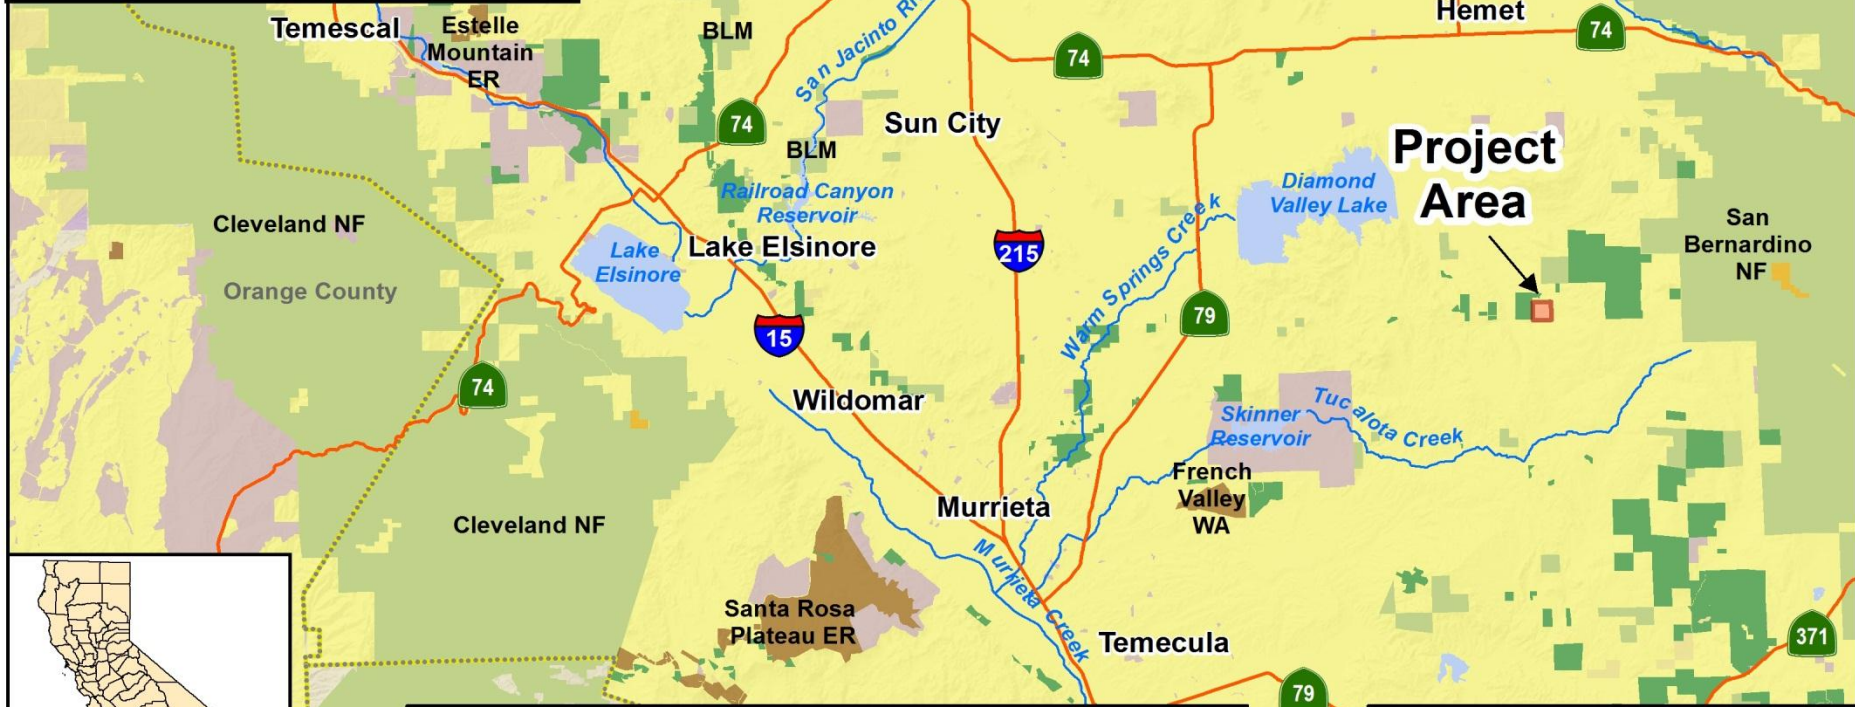 Hemet
Temescal
Estelle
Mountain
ER
BLM
San Jacinto
74
74
74
Sun City
BLM
Project
Area
Railroad Canyon
Reservoir
Diamond
Valley Lake
Cleveland NF
San
Bernardino
NF
Lake
Elsinore
Lake Elsinore
215
Warm Springs Creek
Orange County
79
15
74
Wildomar
Skinner
Reservoir
Tucalota Creek
French
Valley
WA
Murrieta
Cleveland NF
Murrieta Creek
Santa Rosa
Plateau ER
Temecula
371
79